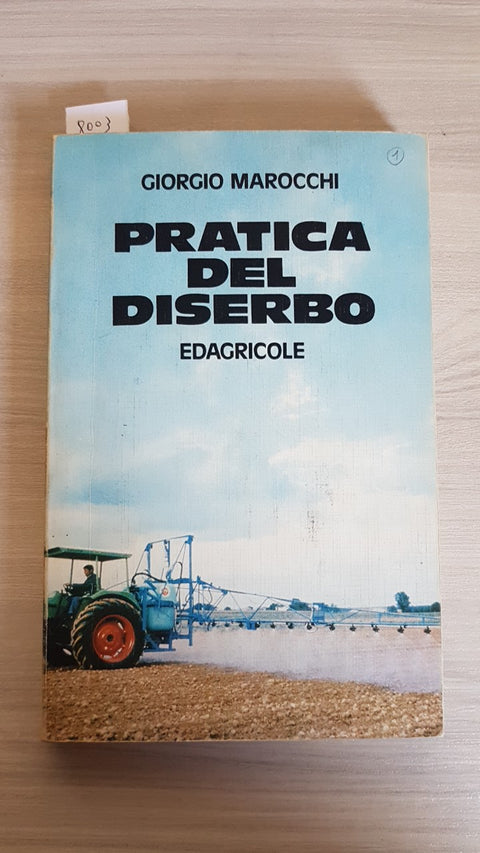 8003
1
GIORGIO MAROCCHI
PRATICA
DEL
DISERBO
EDAGRICOLE